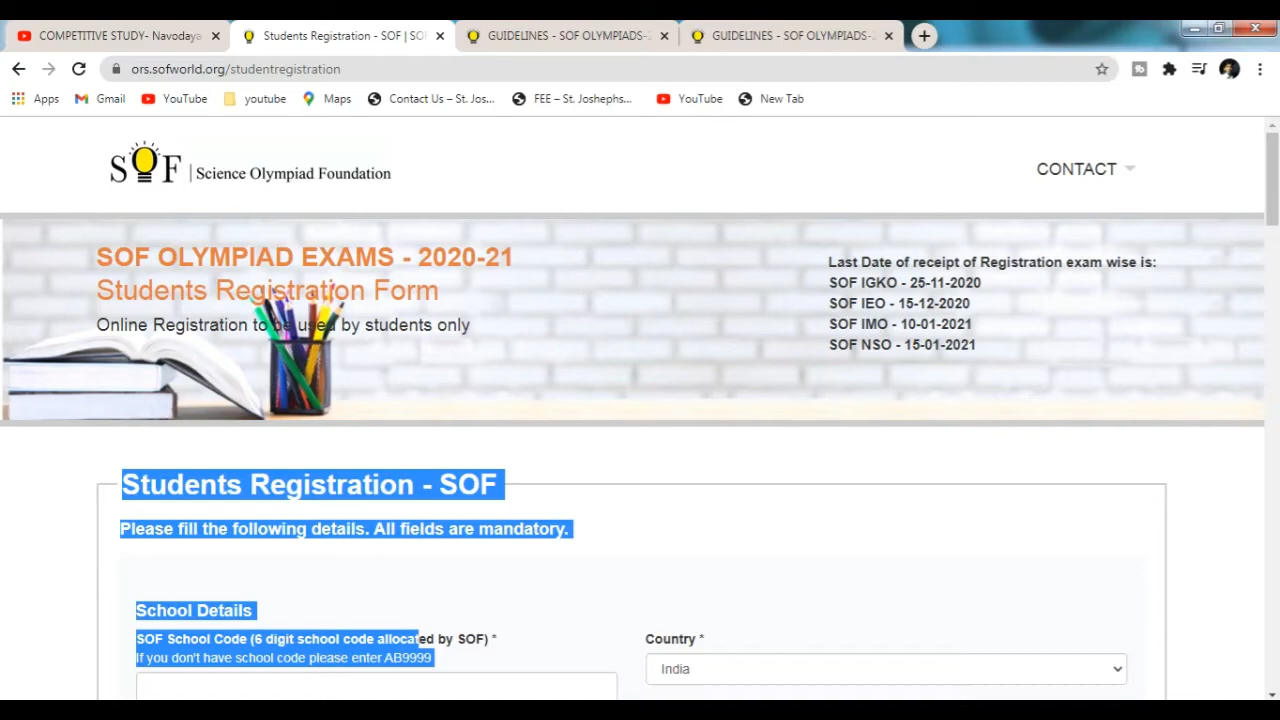 COMPETITIVE STUDY- Navodaya
Students Registration - SOF | SO
GUIDELINES - SOF OLYMPIADS-
GUIDELINES - SOF OLYMPIADS-
ors.sofworld.org/studentregistration
Apps
Gmail
YouTube
youtube
Maps
Contact Us – St. Jos...
FEE – St. Joshephs...
YouTube
New Tab
SOF | Science Olympiad Foundation
CONTACT
SOF OLYMPIAD EXAMS - 2020-21
Students Registration Form
Online Registration to be used by students only
Last Date of receipt of Registration exam wise is:
SOF IGKO - 25-11-2020
SOF IEO - 15-12-2020
SOF IMO - 10-01-2021
SOF NSO - 15-01-2021
Students Registration - SOF
Please fill the following details. All fields are mandatory.
School Details
SOF School Code (6 digit school code allocated by SOF) *
If you don't have school code please enter AB9999
Country *
India